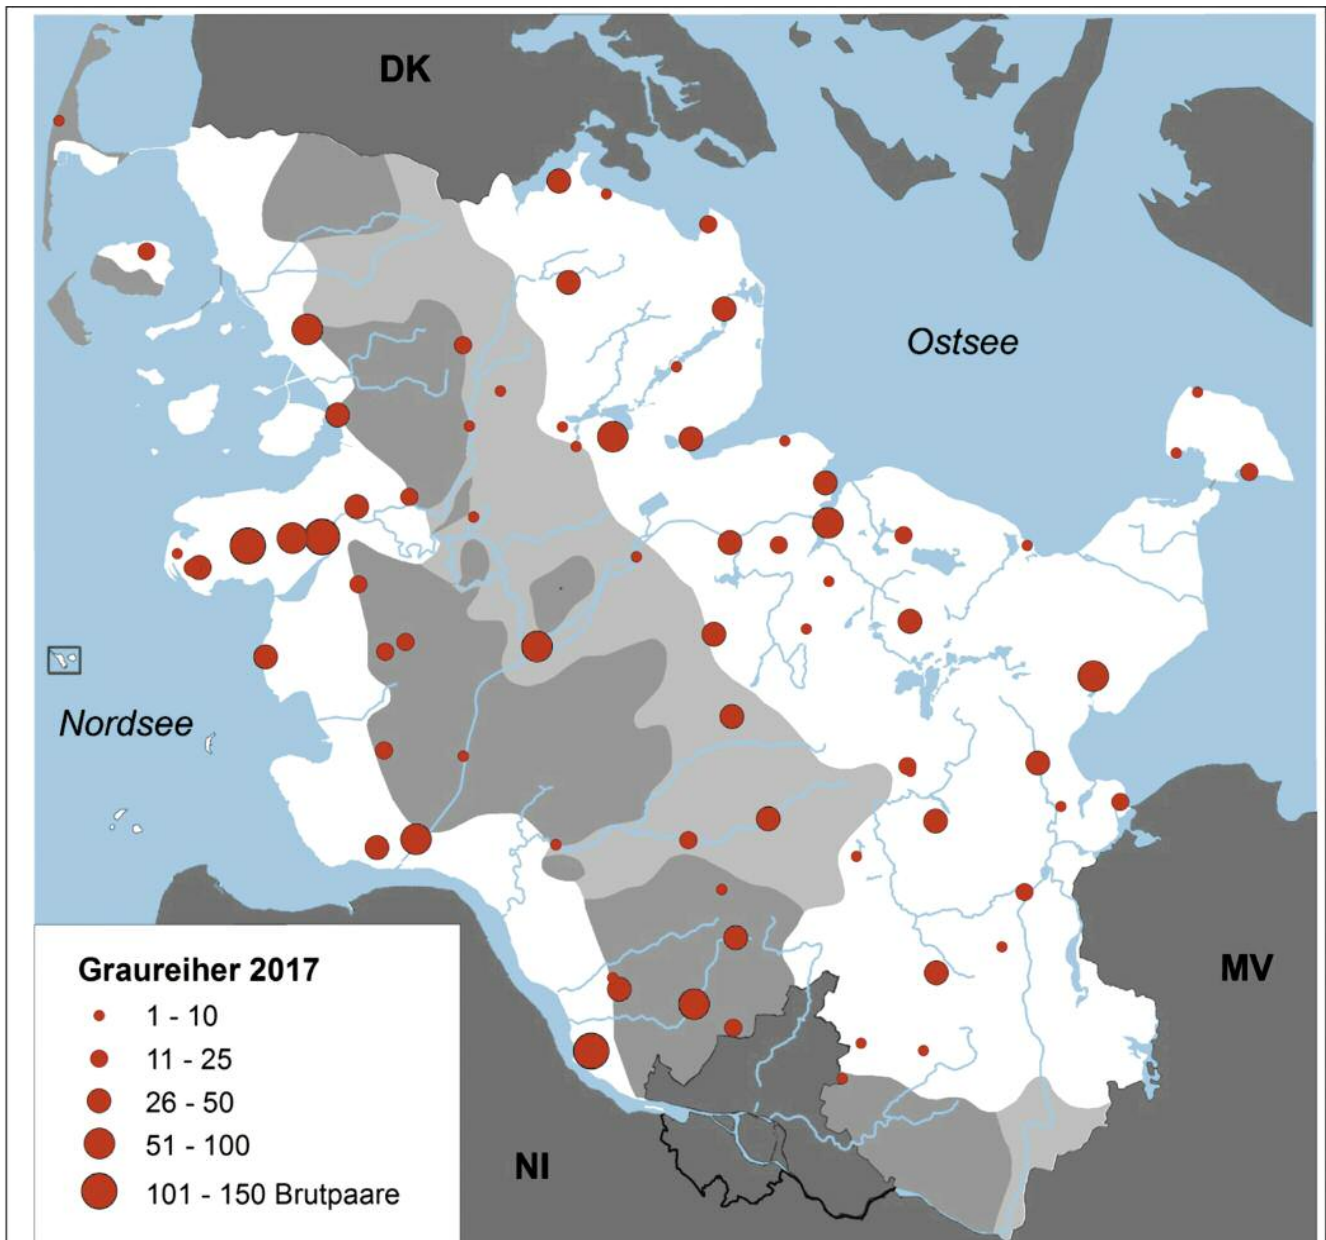 DK
Ostsee
Nordsee
MV
NI
Graureiher 2017
1 - 10
11 - 25
26 - 50
51 - 100
101 - 150 Brutpaare